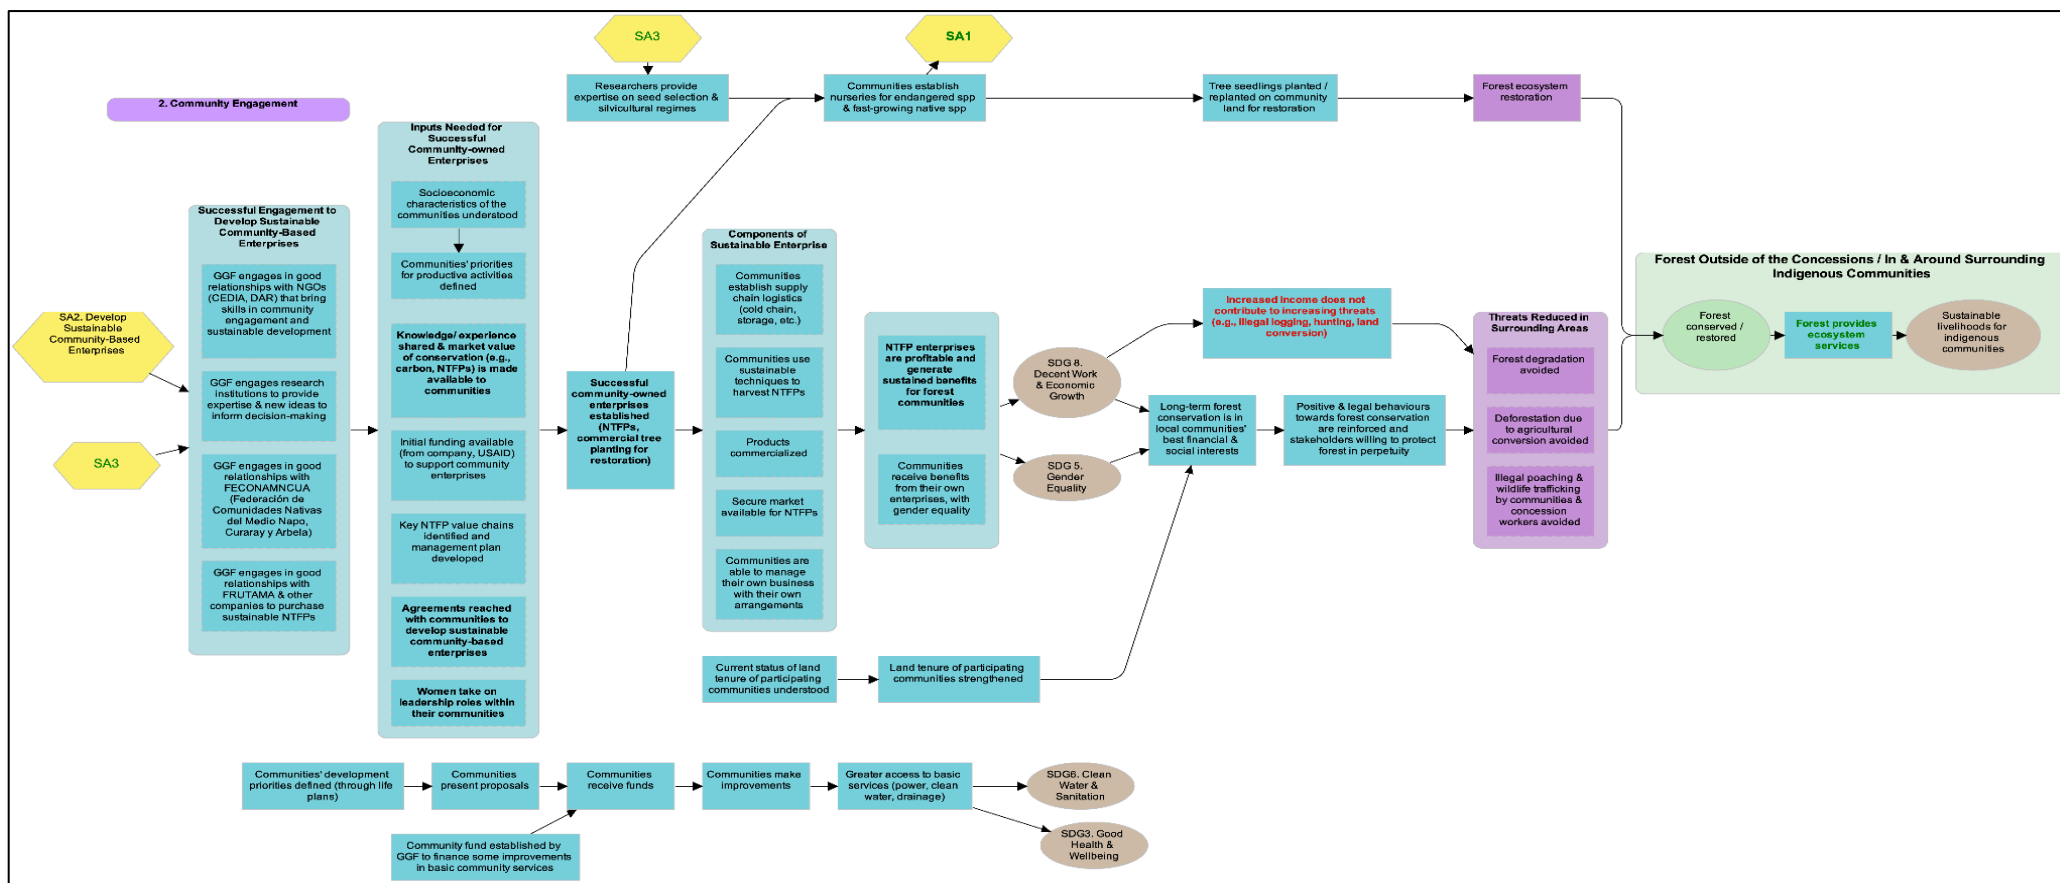 SA3
SA1
Researchers provide
expertise on seed selection &
silvicultural regimes
Communities establish
nurseries for endangered spp
& fast-growing native spp
Tree seedlings planted /
replanted on community
land for restoration
Forest ecosystem
restoration
2. Community Engagement
Inputs Needed for
Successful
Community-owned
Enterprises
Socioeconomic
characteristics of the
communities understood
Communities' priorities
for productive activities
defined
Knowledge/ experience
shared & market value
of conservation (e.g.,
carbon, NTFPs) is made
available to
communities
Initial funding available
(from company, USAID)
to support community
enterprises
Key NTFP value chains
identified and
management plan
developed
Agreements reached
with communities to
develop sustainable
community-based
enterprises
Women take on
leadership roles within
their communities
Successful Engagement to
Develop Sustainable
Community-Based
Enterprises
GGF engages in good
relationships with NGOs
(CEDIA, DAR) that bring
skills in community
engagement and
sustainable development
GGF engages research
institutions to provide
expertise & new ideas to
inform decision-making
GGF engages in good
relationships with
FECONAMNCUA
(Federación de
Comunidades Nativas
del Medio Napo,
Curaray y Arbela)
GGF engages in good
relationships with
FRUTAMA & other
companies to purchase
sustainable NTFPs
SA2. Develop
Sustainable
Community-Based
Enterprises
SA3
Successful
community-owned
enterprises
established
(NTFPs,
commercial tree
planting for
restoration)
Components of
Sustainable Enterprise
Communities
establish supply
chain logistics
(cold chain,
storage, etc.)
Communities use
sustainable
techniques to
harvest NTFPs
Products
commercialized
Secure market
available for NTFPs
Communities are
able to manage
their own business
with their own
arrangements
NTFP enterprises
are profitable and
generate
sustained benefits
for forest
communities
Communities
receive benefits
from their own
enterprises, with
gender equality
SDG 8.
Decent Work
& Economic
Growth
SDG 5.
Gender
Equality
Increased income does not
contribute to increasing threats
(e.g., illegal logging, hunting, land
conversion)
Long-term forest
conservation is in
local communities'
best financial &
social interests
Positive & legal behaviours
towards forest conservation
are reinforced and
stakeholders willing to protect
forest in perpetuity
Threats Reduced in
Surrounding Areas
Forest degradation
avoided
Deforestation due
to agricultural
conversion avoided
Illegal poaching &
wildlife trafficking
by communities &
concession
workers avoided
Forest Outside of the Concessions / In & Around Surrounding
Indigenous Communities
Forest
conserved /
restored
Forest provides
ecosystem
services
Sustainable
livelihoods for
indigenous
communities
Current status of land
tenure of participating
communities understood
Land tenure of participating
communities strengthened
Communities' development
priorities defined (through life
plans)
Communities
present proposals
Communities
receive funds
Communities make
improvements
Greater access to basic
services (power, clean
water, drainage)
SDG6. Clean
Water &
Sanitation
SDG3. Good
Health &
Wellbeing
Community fund established by
GGF to finance some improvements
in basic community services